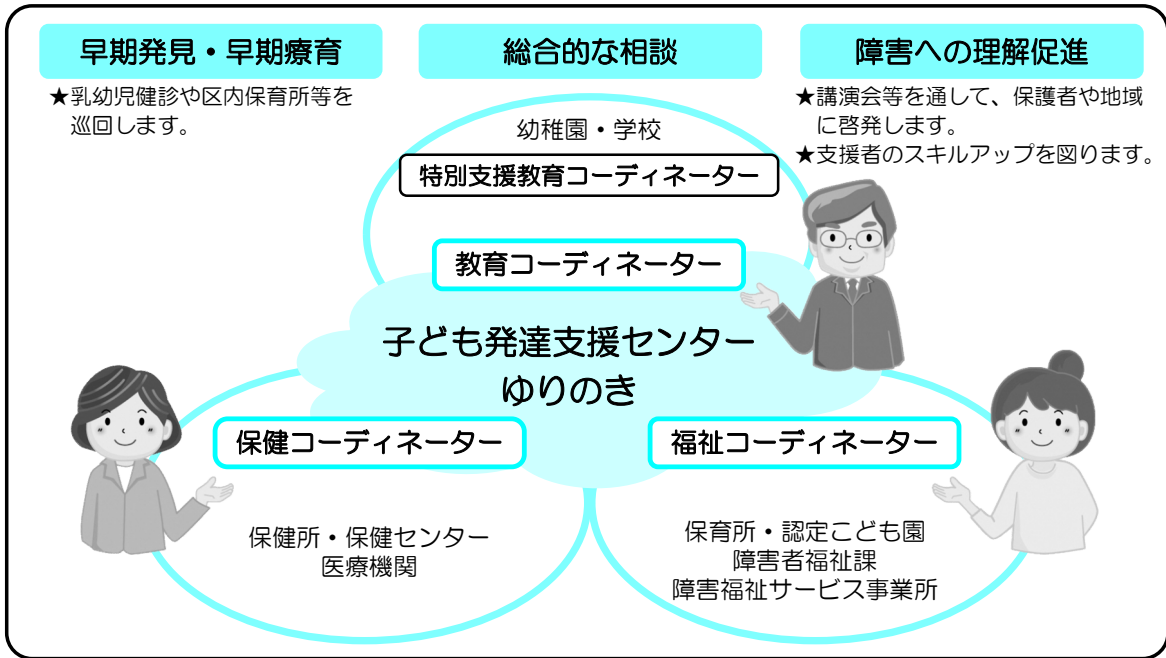 早期発見・早期療育
★乳幼児健診や区内保育所等を
巡回します。
総合的な相談
障害への理解促進
★講演会等を通して、保護者や地域
に啓発します。
★支援者のスキルアップを図ります。
幼稚園・学校
特別支援教育コーディネーター
教育コーディネーター
子ども発達支援センター
ゆりのき
保健コーディネーター
保健所・保健センター
医療機関
福祉コーディネーター
保育所・認定こども園
障害者福祉課
障害福祉サービス事業所